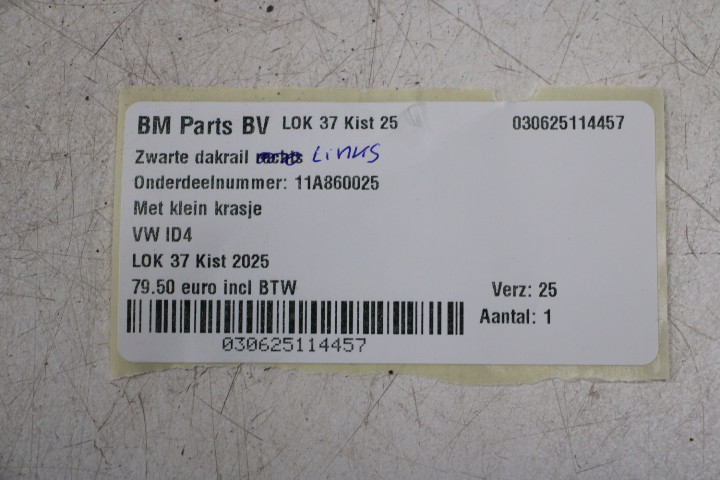 BM Parts BV LOK 37 Kist 25 030625114457
Zwarte dakrail rechts Links
Onderdeelnummer: 11A860025
Met klein krasje
VW ID4
LOK 37 Kist 2025
79.50 euro incl BTW Verz: 25
Aantal: 1
030625114457